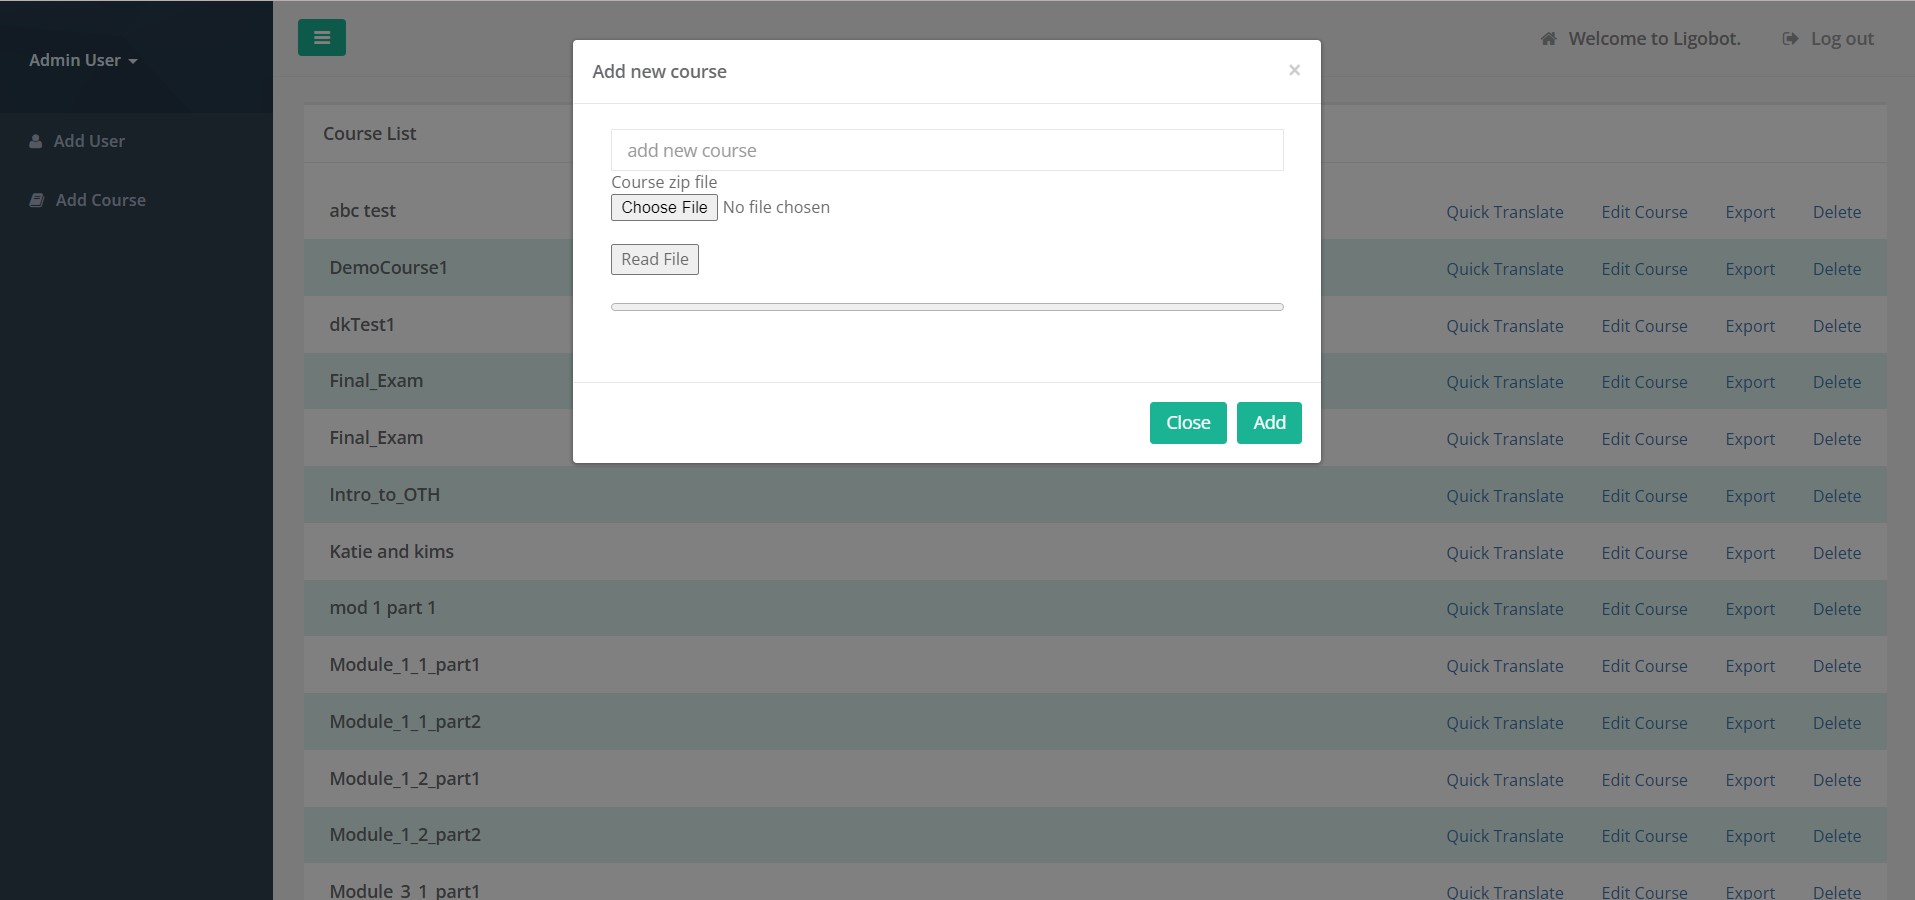 Admin User
Add User
Add Course
Welcome to Ligobot. Log out
Add new course ×
add new course
Course zip file
Choose File No file chosen
Read File
Close Add
Course List
abc test Quick Translate Edit Course Export Delete
DemoCourse1 Quick Translate Edit Course Export Delete
dkTest1 Quick Translate Edit Course Export Delete
Final_Exam Quick Translate Edit Course Export Delete
Final_Exam Quick Translate Edit Course Export Delete
Intro_to_OTH Quick Translate Edit Course Export Delete
Katie and kims Quick Translate Edit Course Export Delete
mod 1 part 1 Quick Translate Edit Course Export Delete
Module_1_1_part1 Quick Translate Edit Course Export Delete
Module_1_1_part2 Quick Translate Edit Course Export Delete
Module_1_2_part1 Quick Translate Edit Course Export Delete
Module_1_2_part2 Quick Translate Edit Course Export Delete
Module_3_1_part1 Quick Translate Edit Course Export Delete